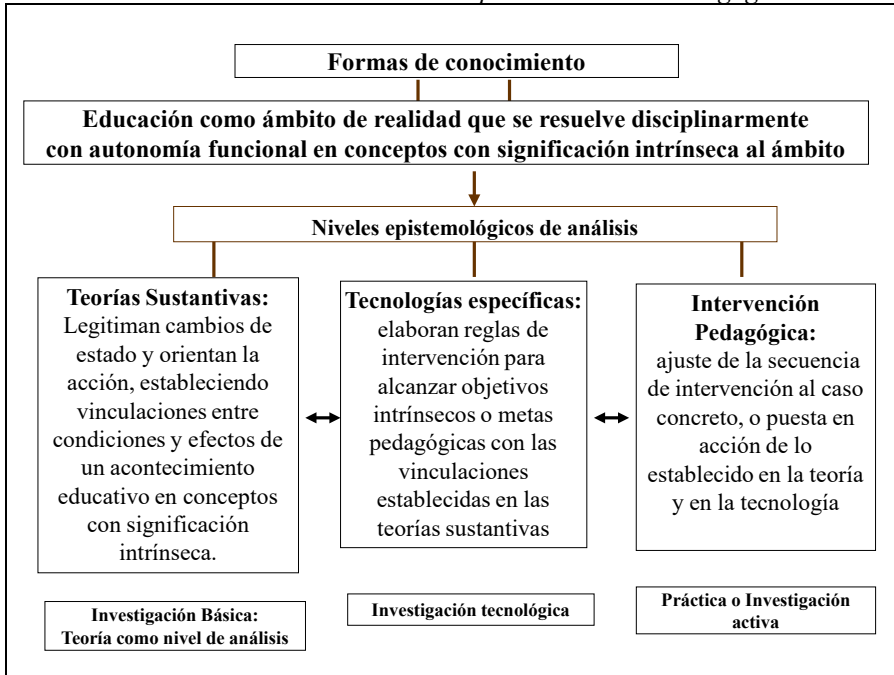 Formas de conocimiento
Educación como ámbito de realidad que se resuelve disciplinarmente
con autonomía funcional en conceptos con significación intrínseca al ámbito
Niveles epistemológicos de análisis
Teorías Sustantivas:
Legitiman cambios de
estado y orientan la
acción, estableciendo
vinculaciones entre
condiciones y efectos de
un acontecimiento
educativo en conceptos
con significación
intrínseca.
Tecnologías específicas:
elaboran reglas de
intervención para
alcanzar objetivos
intrínsecos o metas
pedagógicas con las
vinculaciones
establecidas en las
teorías sustantivas
Intervención
Pedagógica:
ajuste de la secuencia
de intervención al caso
concreto, o puesta en
acción de lo
establecido en la teoría
y en la tecnología
Investigación Básica:
Teoría como nivel de análisis
Investigación tecnológica
Práctica o Investigación
activa